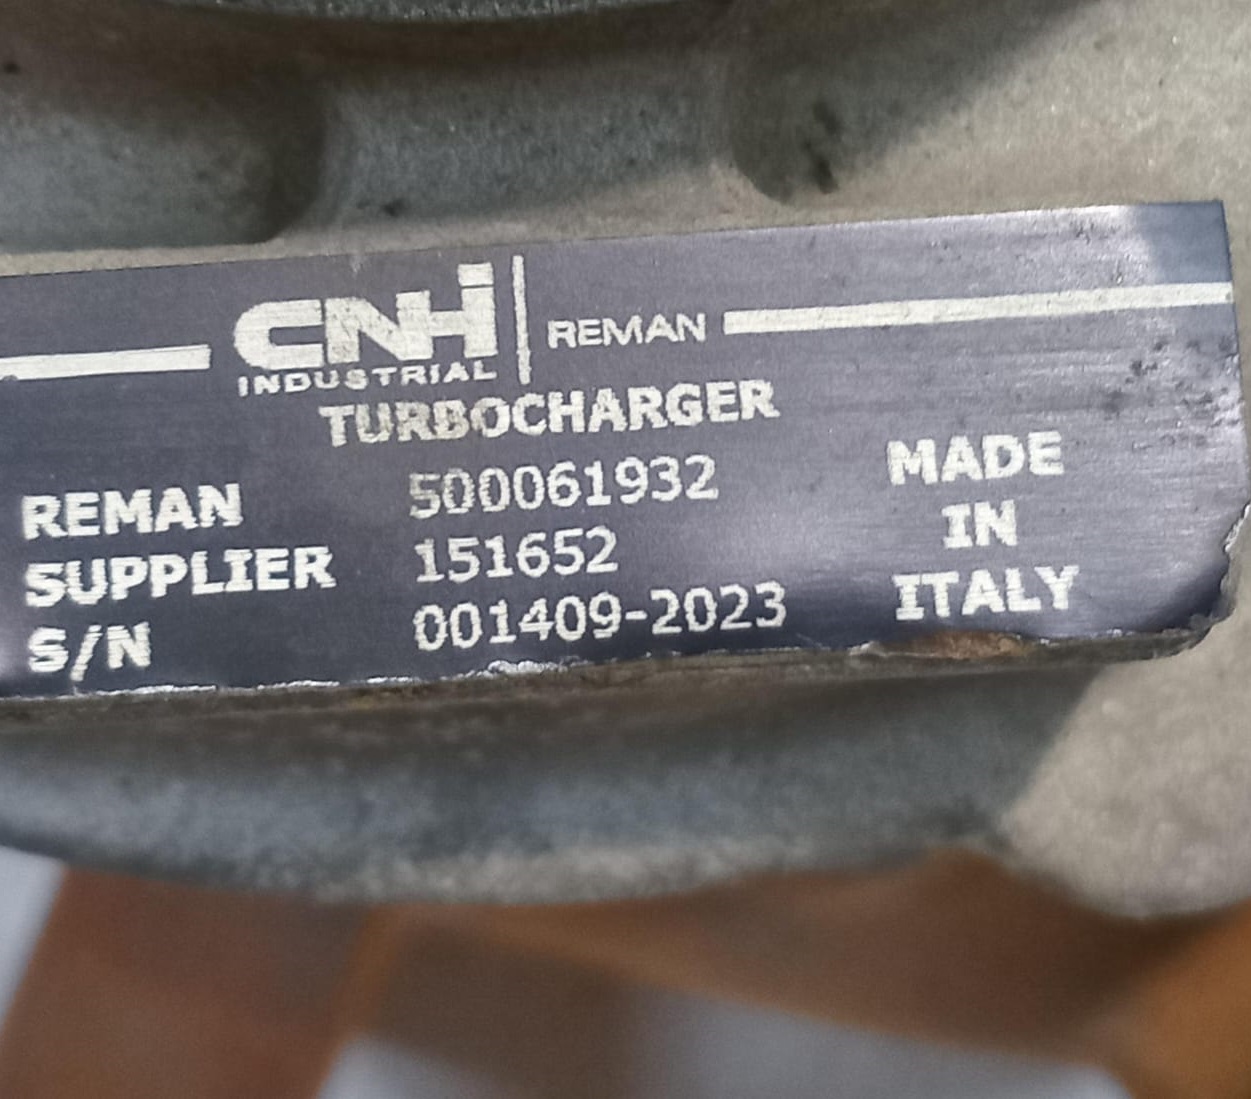 CNH | REMAN
INDUSTRIAL
TURBOCHARGER
REMAN 500061932 MADE
SUPPLIER 151652 IN
S/N 001409-2023 ITALY